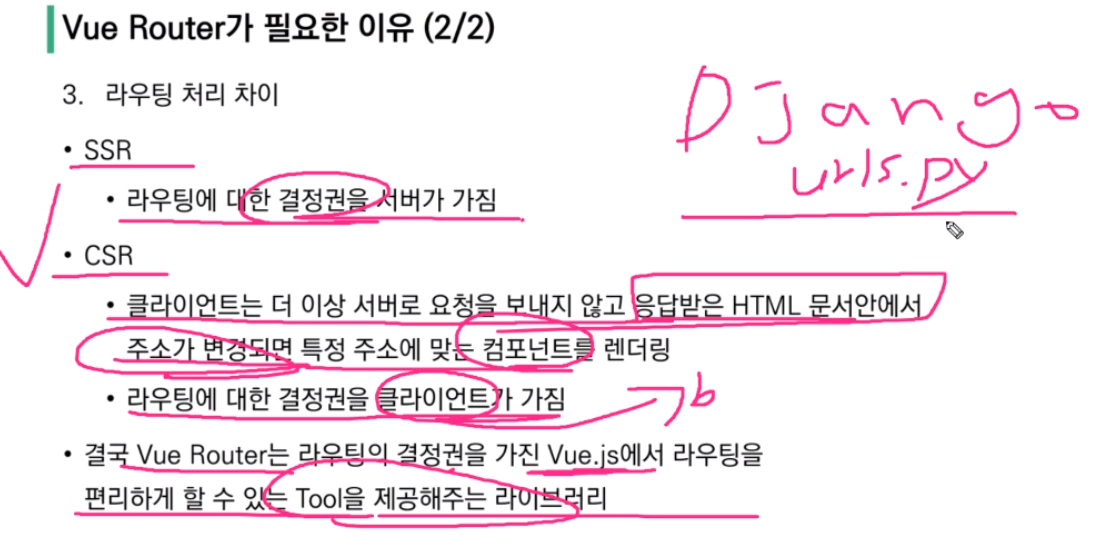 Vue Router가 필요한 이유 (2/2)
3. 라우팅 처리 차이
• SSR
• 라우팅에 대한 결정권을 서버가 가짐
• CSR
• 클라이언트는 더 이상 서버로 요청을 보내지 않고 응답받은 HTML 문서안에서
주소가 변경되면 특정 주소에 맞는 컴포넌트를 렌더링
• 라우팅에 대한 결정권을 클라이언트가 가짐
• 결국 Vue Router는 라우팅의 결정권을 가진 Vue.js에서 라우팅을
편리하게 할 수 있는 Tool을 제공해주는 라이브러리
Django
urls.py
b